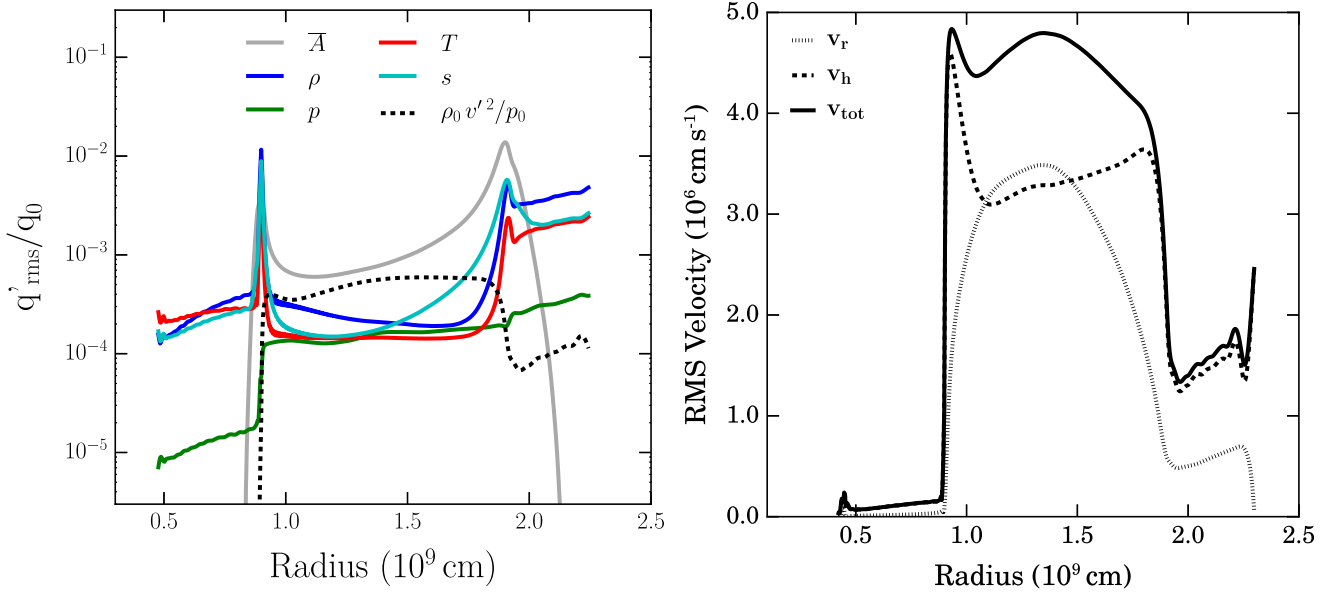 10⁻¹
10⁻²
10⁻³
10⁻⁴
10⁻⁵
q'rms/q₀
A̅
ρ
p
T
s
ρ₀ v′ ²/p₀
0.5 1.0 1.5 2.0 2.5
Radius (10⁹ cm)
5.0
4.0
3.0
2.0
1.0
0.0
RMS Velocity (10⁶ cm s⁻¹)
vᵣ
vₕ
vₜₒₜ
0.5 1.0 1.5 2.0 2.5
Radius (10⁹ cm)